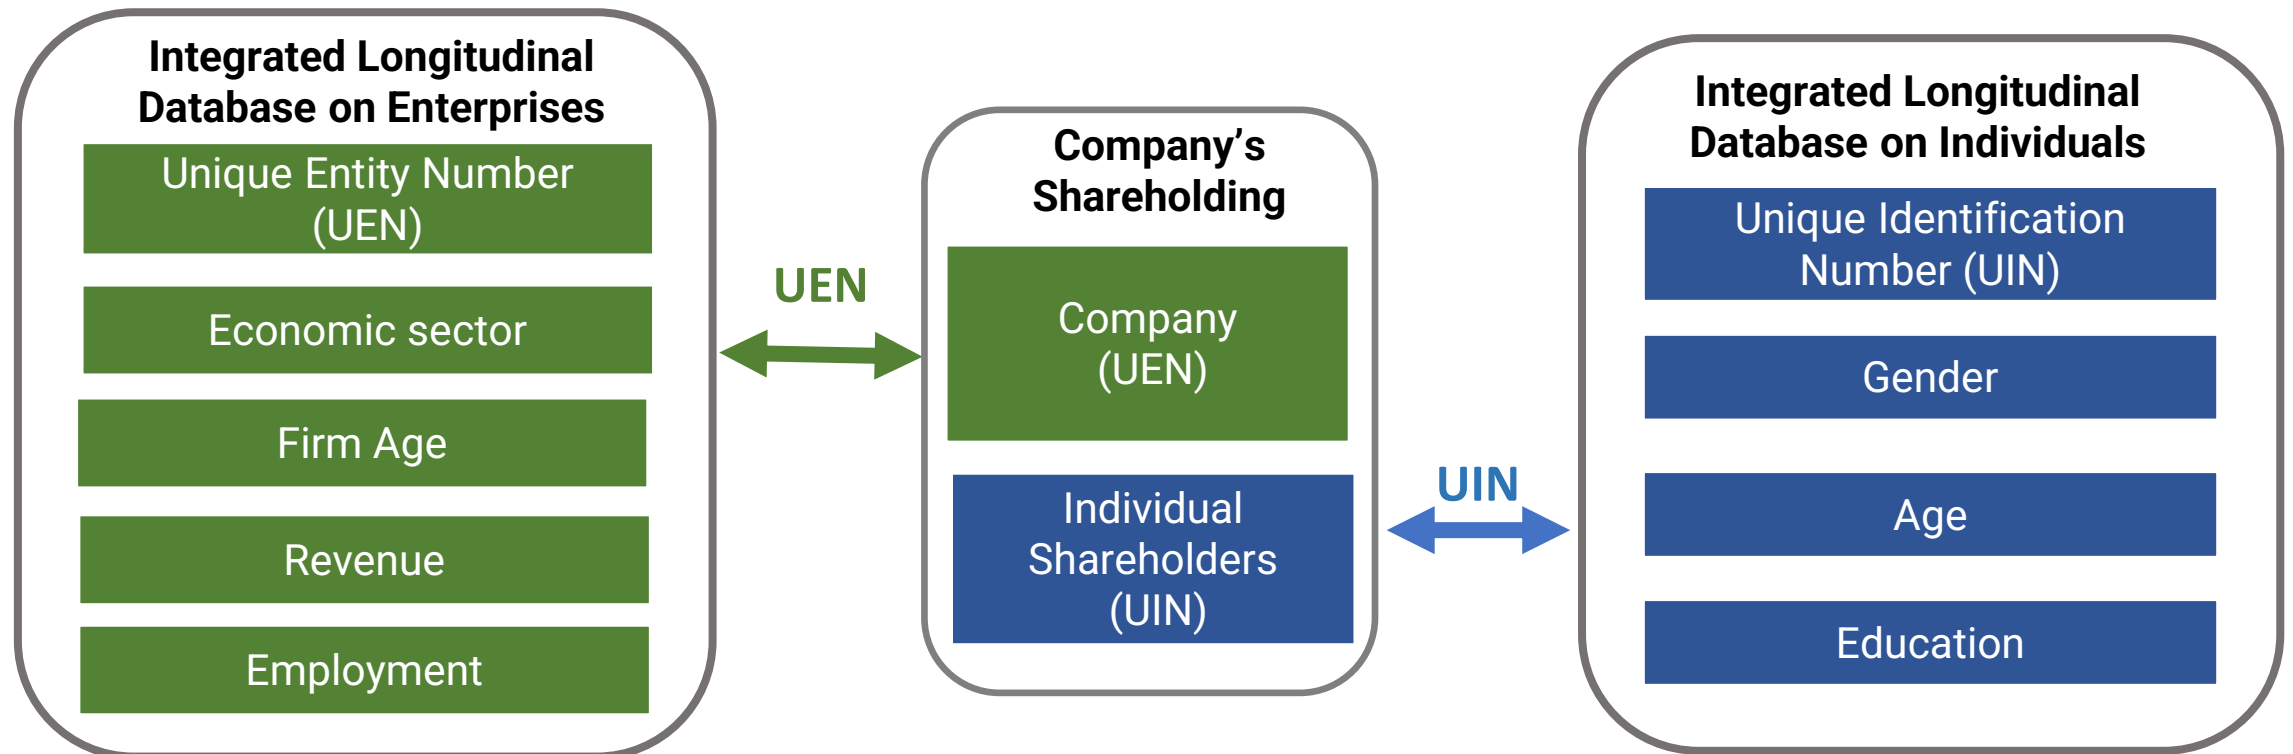 Integrated Longitudinal
Database on Enterprises
Unique Entity Number
(UEN)
Economic sector
Firm Age
Revenue
Employment
UEN
Company’s
Shareholding
Company
(UEN)
Individual
Shareholders
(UIN)
UIN
Integrated Longitudinal
Database on Individuals
Unique Identification
Number (UIN)
Gender
Age
Education